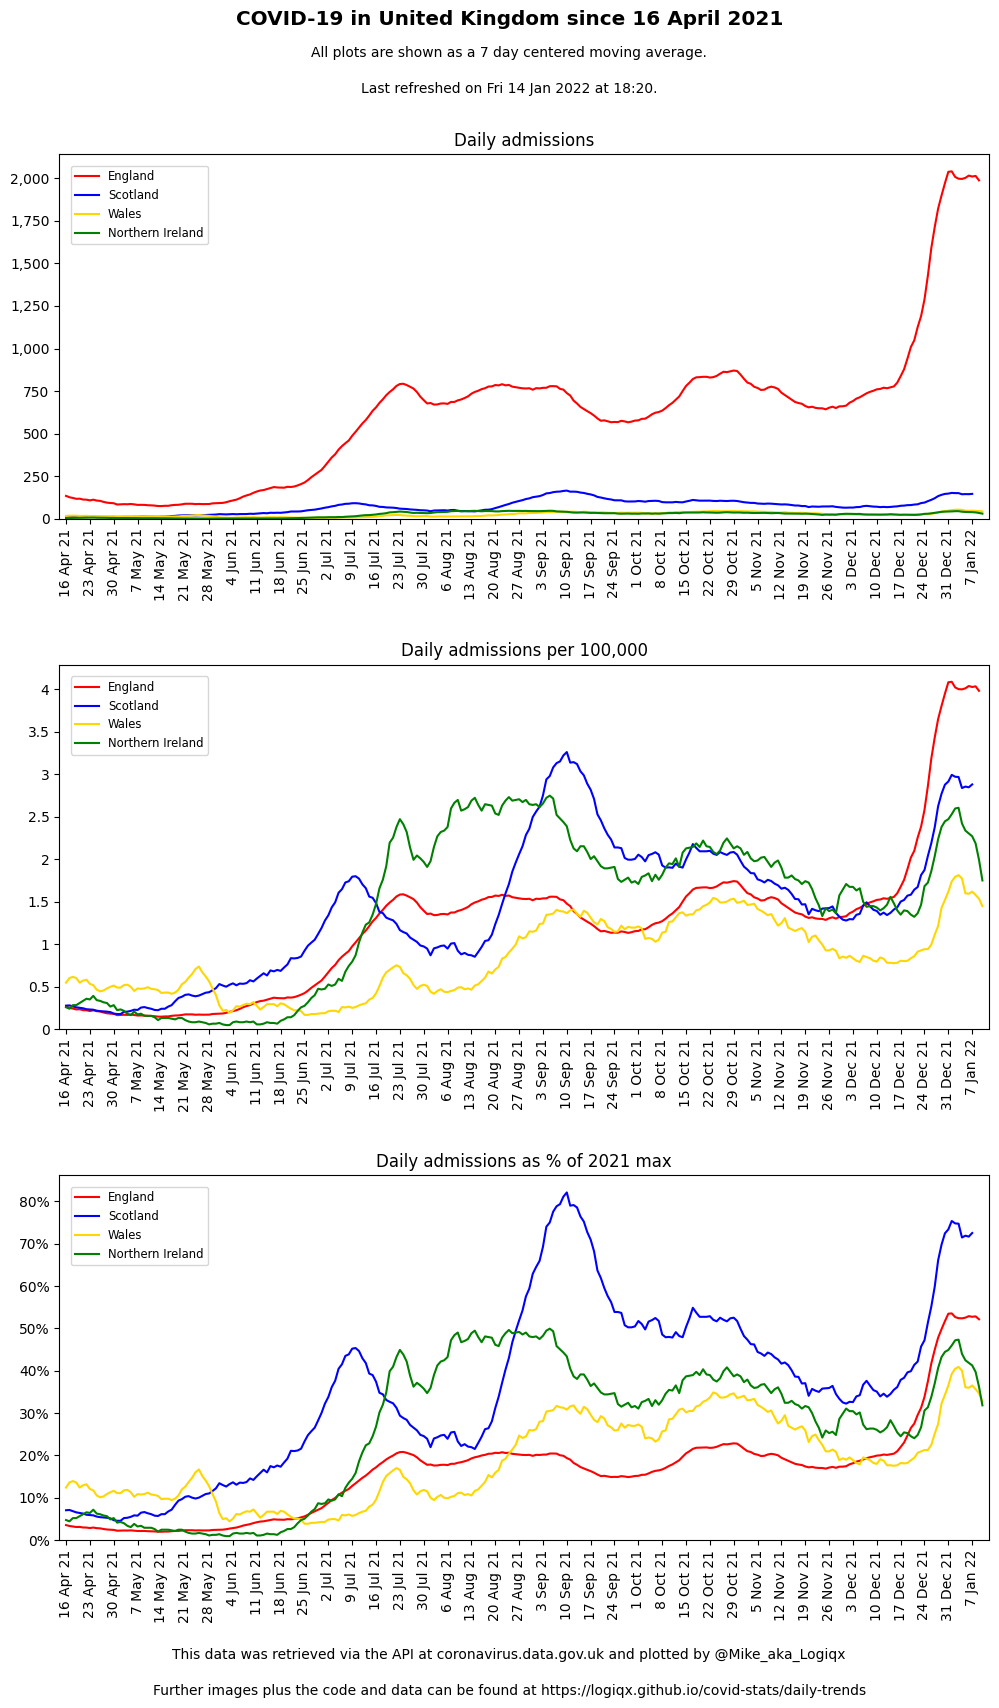 COVID-19 in United Kingdom since 16 April 2021
All plots are shown as a 7 day centered moving average.
Last refreshed on Fri 14 Jan 2022 at 18:20.
Daily admissions
England
Scotland
Wales
Northern Ireland
2,000
1,750
1,500
1,250
1,000
750
500
250
0
16 Apr 21
23 Apr 21
30 Apr 21
7 May 21
14 May 21
21 May 21
28 May 21
4 Jun 21
11 Jun 21
18 Jun 21
25 Jun 21
2 Jul 21
9 Jul 21
16 Jul 21
23 Jul 21
30 Jul 21
6 Aug 21
13 Aug 21
20 Aug 21
27 Aug 21
3 Sep 21
10 Sep 21
17 Sep 21
24 Sep 21
1 Oct 21
8 Oct 21
15 Oct 21
22 Oct 21
29 Oct 21
5 Nov 21
12 Nov 21
19 Nov 21
26 Nov 21
3 Dec 21
10 Dec 21
17 Dec 21
24 Dec 21
31 Dec 21
7 Jan 22
Daily admissions per 100,000
England
Scotland
Wales
Northern Ireland
4
3.5
3
2.5
2
1.5
1
0.5
0
16 Apr 21
23 Apr 21
30 Apr 21
7 May 21
14 May 21
21 May 21
28 May 21
4 Jun 21
11 Jun 21
18 Jun 21
25 Jun 21
2 Jul 21
9 Jul 21
16 Jul 21
23 Jul 21
30 Jul 21
6 Aug 21
13 Aug 21
20 Aug 21
27 Aug 21
3 Sep 21
10 Sep 21
17 Sep 21
24 Sep 21
1 Oct 21
8 Oct 21
15 Oct 21
22 Oct 21
29 Oct 21
5 Nov 21
12 Nov 21
19 Nov 21
26 Nov 21
3 Dec 21
10 Dec 21
17 Dec 21
24 Dec 21
31 Dec 21
7 Jan 22
Daily admissions as % of 2021 max
England
Scotland
Wales
Northern Ireland
80%
70%
60%
50%
40%
30%
20%
10%
0%
16 Apr 21
23 Apr 21
30 Apr 21
7 May 21
14 May 21
21 May 21
28 May 21
4 Jun 21
11 Jun 21
18 Jun 21
25 Jun 21
2 Jul 21
9 Jul 21
16 Jul 21
23 Jul 21
30 Jul 21
6 Aug 21
13 Aug 21
20 Aug 21
27 Aug 21
3 Sep 21
10 Sep 21
17 Sep 21
24 Sep 21
1 Oct 21
8 Oct 21
15 Oct 21
22 Oct 21
29 Oct 21
5 Nov 21
12 Nov 21
19 Nov 21
26 Nov 21
3 Dec 21
10 Dec 21
17 Dec 21
24 Dec 21
31 Dec 21
7 Jan 22
This data was retrieved via the API at coronavirus.data.gov.uk and plotted by @Mike_aka_Logiqx
Further images plus the code and data can be found at https://logiqx.github.io/covid-stats/daily-trends